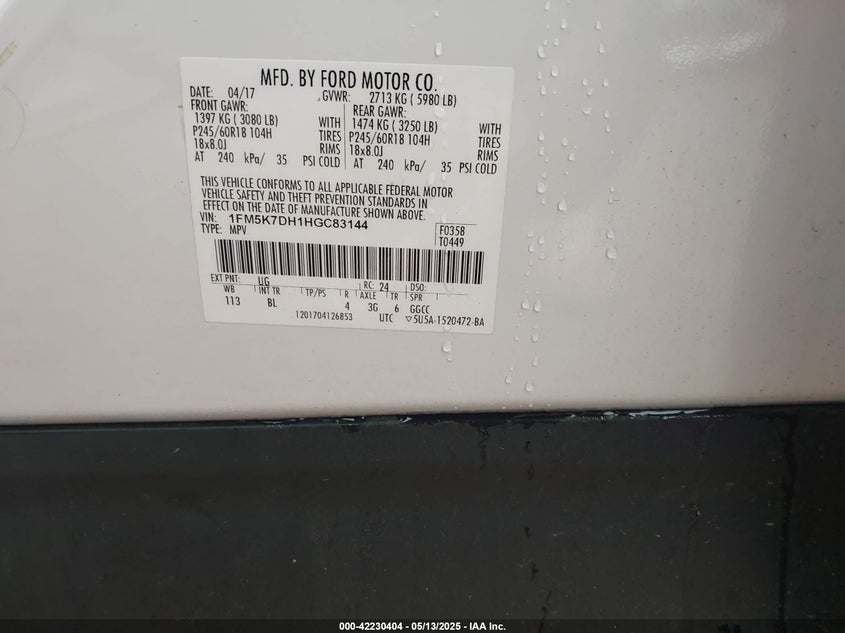 MFD. BY FORD MOTOR CO.
DATE: 04/17 GVWR: 2713 KG ( 5980 LB)
FRONT GAWR: REAR GAWR:
1397 KG ( 3080 LB) WITH 1474 KG ( 3250 LB) WITH
P245/60R18 104H TIRES P245/60R18 104H TIRES
18x8.0J RIMS 18x8.0J RIMS
AT 240 kPa/ 35 PSI COLD AT 240 kPa/ 35 PSI COLD
THIS VEHICLE CONFORMS TO ALL APPLICABLE FEDERAL MOTOR
VEHICLE SAFETY AND THEFT PREVENTION STANDARDS IN
EFFECT ON THE DATE OF MANUFACTURE SHOWN ABOVE.
VIN: 1FM5K7DH1HGC83144 F0358
TYPE: MPV T0449
EXT PNT: UG RC: 24 DSO:
WB INT TR TP/PS R AXLE TR SPR
113 BL 4 3G 6 GGCC
1201704126853 UTC ▽5U5A-1520472-BA
000-42230404 - 05/13/2025 - IAA Inc.